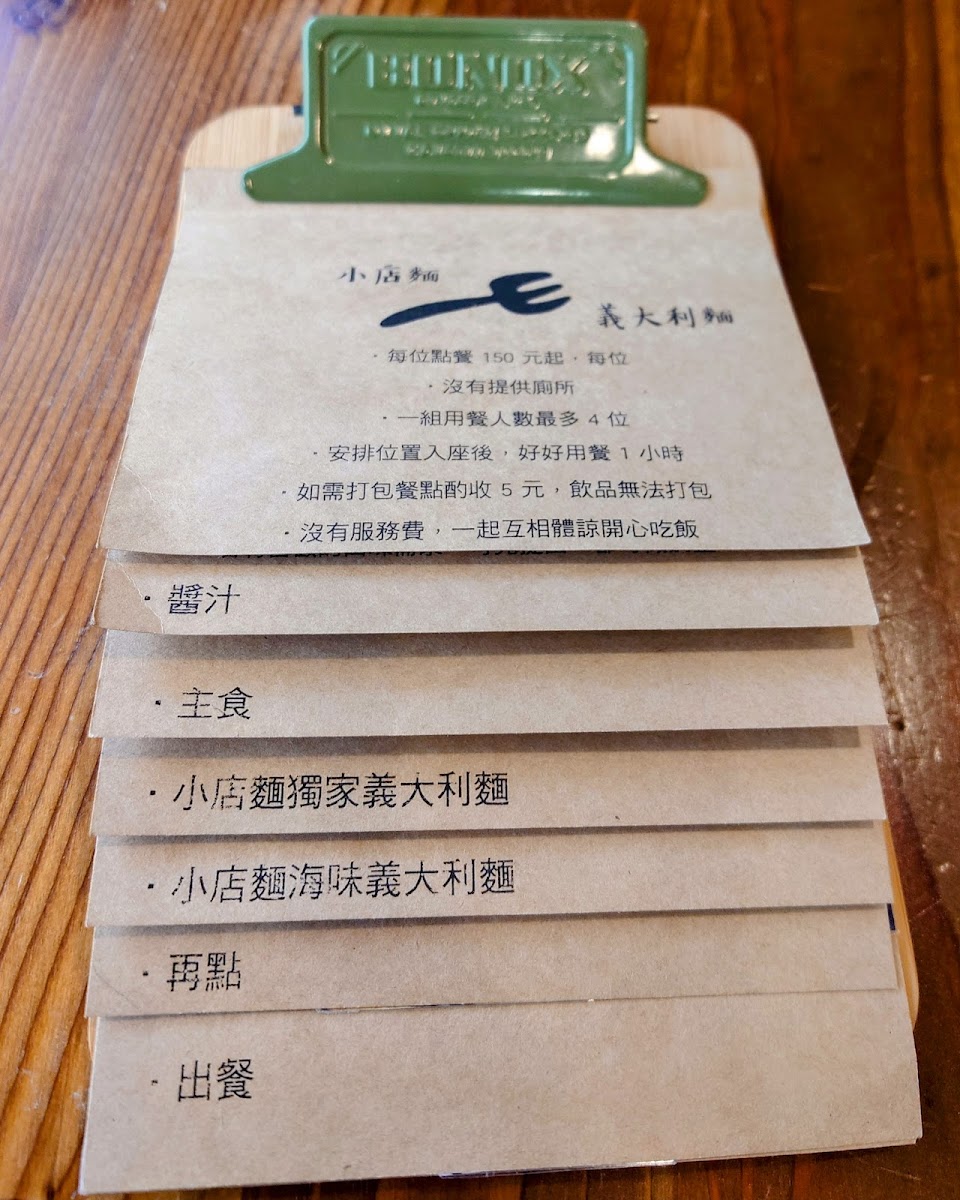 小店麵
義大利麵
· 每位點餐 150 元起，每位
· 沒有提供廁所
· 一組用餐人數最多 4 位
· 安排位置入座後，好好用餐 1 小時
· 如需打包餐點酌收 5 元，飲品無法打包
· 沒有服務費，一起互相體諒開心吃飯
· 醬汁
· 主食
· 小店麵獨家義大利麵
· 小店麵海味義大利麵
· 再點
· 出餐